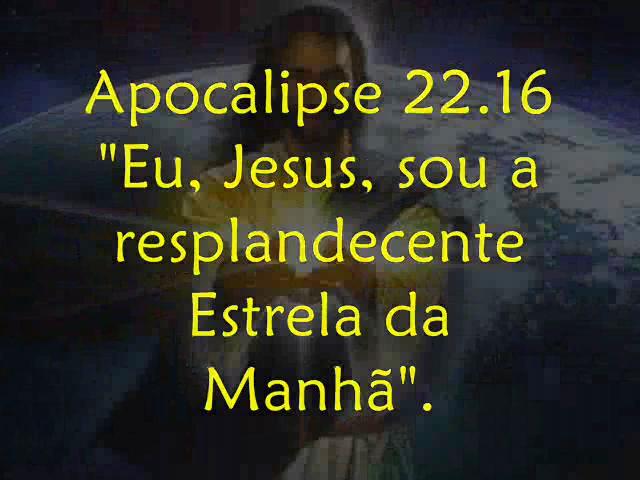 Apocalipse 22.16
"Eu, Jesus, sou a
resplandecente
Estrela da
Manhã".